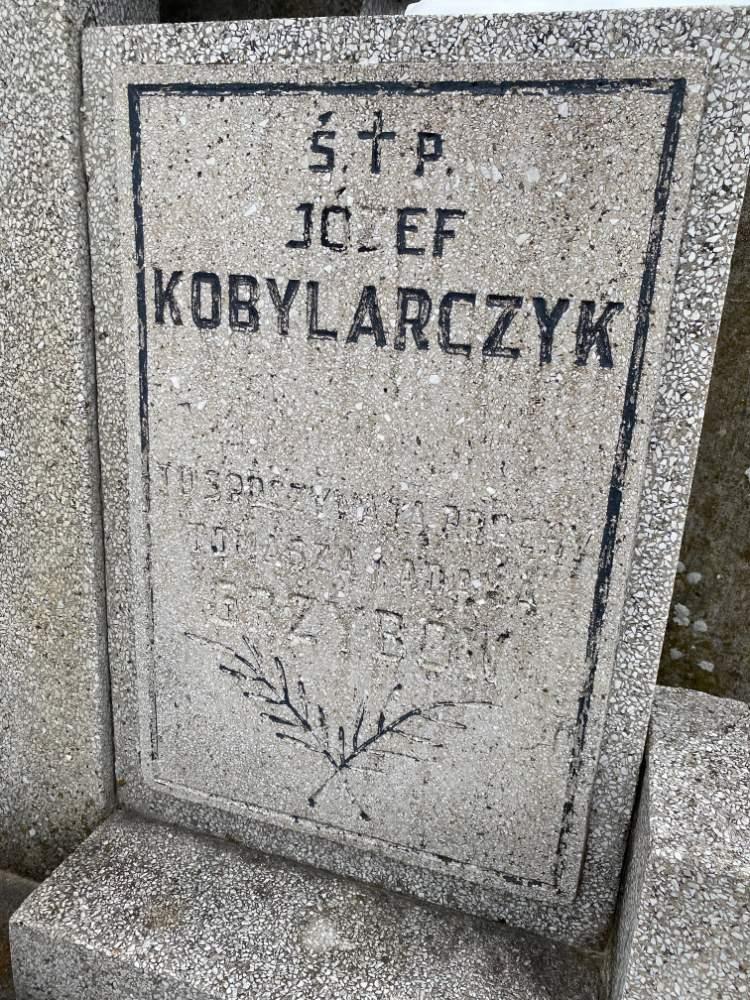 Ś.†P.
JÓZEF
KOBYLARCZYK
TU SPOCZYWAJĄ PROCHY
TOMASZA
GRZYBÓW